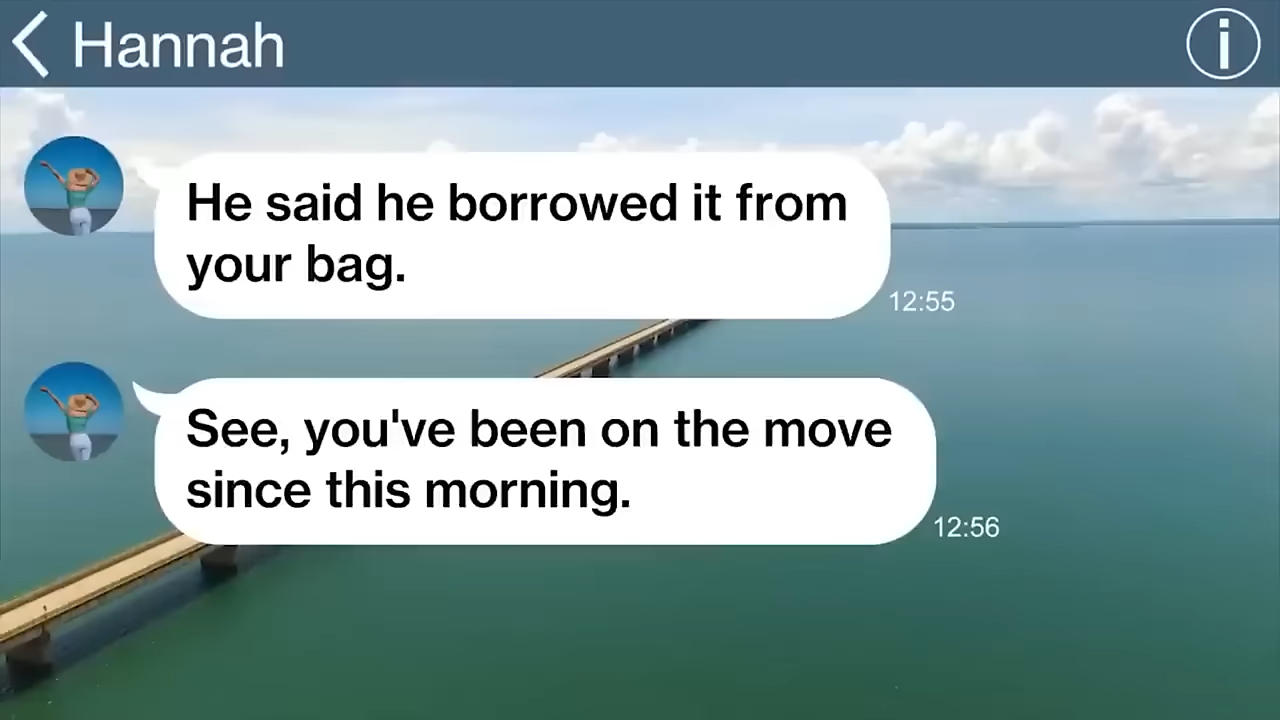 Hannah
He said he borrowed it from
your bag.
12:55
See, you've been on the move
since this morning.
12:56